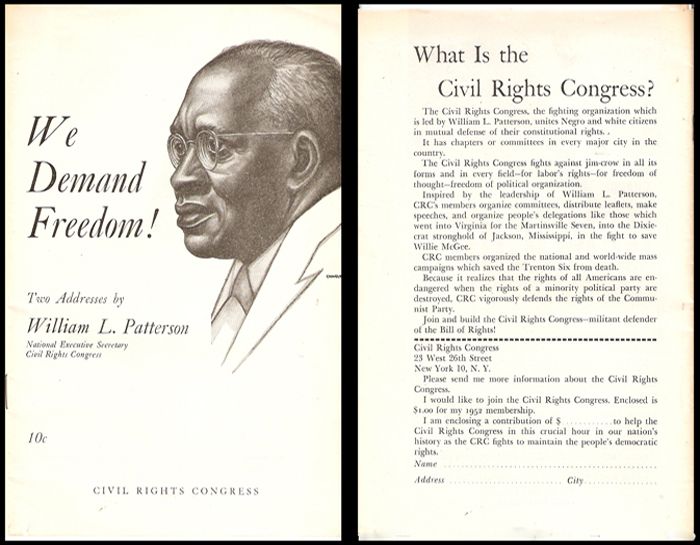 We
Demand
Freedom!
Two Addresses by
William L. Patterson
National Executive Secretary
Civil Rights Congress
10c
CIVIL RIGHTS CONGRESS
What Is the
Civil Rights Congress?
The Civil Rights Congress, the fighting organization which
is led by William L. Patterson, unites Negro and white citizens
in mutual defense of their constitutional rights. .
It has chapters or committees in every major city in the
country.
The Civil Rights Congress fights against jim-crow in all its
forms and in every field—for labor's rights—for freedom of
thought—freedom of political organization.
Inspired by the leadership of William L. Patterson,
CRC's members organize committees, distribute leaflets, make
speeches, and organize people's delegations like those which
went into Virginia for the Martinsville Seven, into the Dixie-
crat stronghold of Jackson, Mississippi, in the fight to save
Willie McGee.
CRC members organized the national and world-wide mass
campaigns which saved the Trenton Six from death.
Because it realizes that the rights of all Americans are en-
dangered when the rights of a minority political party are
destroyed, CRC vigorously defends the rights of the Commu-
nist Party.
Join and build the Civil Rights Congress—militant defender
of the Bill of Rights!
Civil Rights Congress
23 West 26th Street
New York 10, N. Y.
Please send me more information about the Civil Rights
Congress.
I would like to join the Civil Rights Congress. Enclosed is
$1.00 for my 1952 membership.
I am enclosing a contribution of $ ............to help the
Civil Rights Congress in this crucial hour in our nation's
history as the CRC fights to maintain the people's democratic
rights.
Name ........................................................
Address .............................. City...................